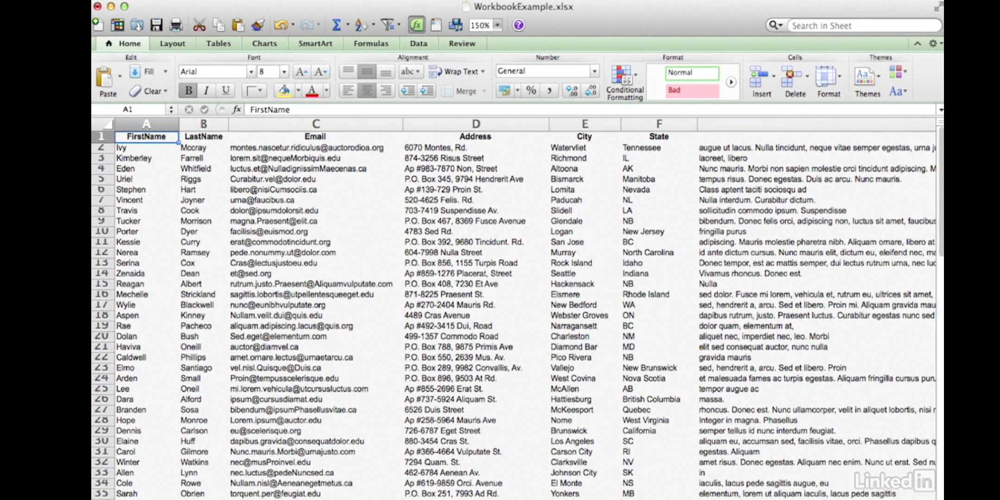 WorkbookExample.xlsx
150%
Search in Sheet
Home Layout Tables Charts SmartArt Formulas Data Review
Edit Font Alignment Number Format Cells Themes
Paste Fill Clear
Arial 8 A A
B I U A
abc Wrap Text Merge
General
% , .0 .00 .00 .0
Conditional Formatting
Normal
Bad
Insert Delete Format
Themes Aa Aa
A1 fx FirstName
A B C D E F
1 FirstName LastName Email Address City State
2 Ivy Mccray montes.nascetur.ridiculus@auctorodioa.org 6070 Montes, Rd. Watervliet Tennessee augue ut lacus. Nulla tincidunt, neque vitae semper egestas, urna
3 Kimberley Farrell lorem.sit@nequeMorbiquis.edu 874-3256 Risus Street Richmond IL laoreet, libero
4 Eden Whitfield luctus.et@NulladignissimMaecenas.ca Ap #983-7870 Non, Street Altoona AK Nunc mauris. Morbi non sapien molestie orci tincidunt adipiscing. M
5 Uriel Riggs Curabitur.vel@dolor.edu P.O. Box 345, 9794 Hendrerit Ave Bismarck Manitoba tempus risus. Donec egestas. Duis ac arcu. Nunc mauris.
6 Stephen Hart libero@nisiCumsociis.ca Ap #139-729 Proin St. Lomita Nevada Class aptent taciti sociosqu ad
7 Vincent Joyner urna@faucibus.ca 520-4625 Felis. Rd. Paducah NL Nulla interdum. Curabitur dictum.
8 Travis Cook dolor@ipsumdolorsit.edu 703-7419 Suspendisse Av. Slidell LA sollicitudin commodo ipsum. Suspendisse
9 Tucker Morrison magna.Praesent@elit.ca P.O. Box 467, 8369 Fusce Avenue Glendale NB bibendum. Donec felis orci, adipiscing non, luctus sit amet, faucibus
10 Porter Dyer facilisis@euismod.org 4783 Sed Rd. Logan New Jersey fringilla purus
11 Kessie Curry erat@commodotincidunt.org P.O. Box 392, 9680 Tincidunt. Rd. San Jose BC adipiscing. Mauris molestie pharetra nibh. Aliquam ornare, libero at
12 Nerea Ramsey pede.nonummy.ut@dolor.com 604-7998 Nulla Street Murray North Carolina id ante dictum cursus. Nunc mauris elit, dictum eu, eleifend nec, ma
13 Serina Cox Cras@lectusjustoeu.edu P.O. Box 856, 1155 Turpis Road Rock Island Idaho Donec tempor, est ac mattis semper, dui lectus rutrum urna, nec luc
14 Zenaida Dean et@sed.org Ap #859-1276 Placerat, Street Seattle Indiana Vivamus rhoncus. Donec est.
15 Reagan Albert rutrum.justo.Praesent@Aliquamvulputate.com P.O. Box 408, 7230 Et Ave Hackensack NB Nulla
16 Mechelle Strickland sagittis.lobortis@utpellentesqueeget.edu 871-8225 Praesent St. Elsmere Rhode Island sed dolor. Fusce mi lorem, vehicula et, rutrum eu, ultrices sit amet,
17 Wylie Blackwell nunc@eunibhvulputate.org Ap #270-2404 Mauris Rd. New Bedford WA sed, hendrerit a, arcu. Sed et libero. Proin mi. Aliquam gravida mau
18 Aspen Kinney Nullam.velit.dui@quis.edu 4489 Cras Avenue Webster Groves ON dapibus rutrum, justo. Praesent luctus. Curabitur egestas nunc sed
19 Rae Pacheco aliquam.adipiscing.lacus@quis.org Ap #492-3415 Dui, Road Narragansett BC dolor quam, elementum at,
20 Dolan Bush Sed.eget@elementum.com 499-1357 Commodo Road Charleston NM aliquet nec, imperdiet nec, leo. Morbi
21 Haviva Oneill auctor@diamvel.ca P.O. Box 788, 9875 Primis Ave Diamond Bar MD elit sed consequat auctor, nunc nulla
22 Caldwell Phillips amet.ornare.lectus@urnaetarcu.ca P.O. Box 550, 2639 Mus. Av. Pico Rivera NB gravida mauris
23 Elmo Santiago vel.nisl.Quisque@Duis.ca P.O. Box 289, 9982 Convallis, Av. Vallejo New Brunswick sed, hendrerit a, arcu. Sed et libero. Proin
24 Arden Small Proin@tempusscelerisque.edu P.O. Box 896, 9503 At Rd. West Covina Nova Scotia et malesuada fames ac turpis egestas. Aliquam fringilla cursus puru
25 Lee Oneil mi.lorem.vehicula@utcursusluctus.com Ap #855-2696 Erat St. McAllen AB tempor augue ac
26 Dara Alford ipsum@cursusdiamat.edu Ap #737-5924 Aliquam St. Hattiesburg British Columbia massa.
27 Branden Sosa bibendum@ipsumPhasellusvitae.ca 6526 Duis Street McKeesport Quebec rhoncus. Donec est. Nunc ullamcorper, velit in aliquet lobortis, nisi
28 Hope Monroe Lorem.ipsum@auctor.edu Ap #258-5964 Mauris Ave Nome West Virginia Integer in magna. Phasellus
29 Dennis Carlson eu@scelerisque.org 726-6787 Eget Street Brunswick California semper tellus id nunc interdum feugiat.
30 Elaine Huff dapibus.gravida@consequatdolor.edu 880-3454 Cras St. Los Angeles SC aliquam eu, accumsan sed, facilisis vitae, orci. Phasellus dapibus q
31 Carol Gilmore Nunc.mauris.Morbi@urnajusto.com Ap #366-4664 Vulputate St. Carson City RI egestas. Aliquam
32 Winter Watkins nec@musProinvel.edu 7294 Quam. St. Clarksville NV amet risus. Donec egestas. Aliquam nec enim. Nunc ut erat. Sed nu
33 Allen Lynn nec.luctus@pedeNuncsed.ca 462-6784 Aenean Av. Johnson City SK in
34 Cole Rowe Nullam.nisl@Aeneanegetmetus.ca Ap #619-9859 Orci. Avenue El Monte NS iaculis, lacus pede sagittis augue, eu
35 Sarah Obrien torquent.per@feugiat.edu P.O. Box 251, 7993 Ad Rd. Yonkers MB elementum, lorem ut aliquam iaculis, lacus pede sagittis
LinkedIn